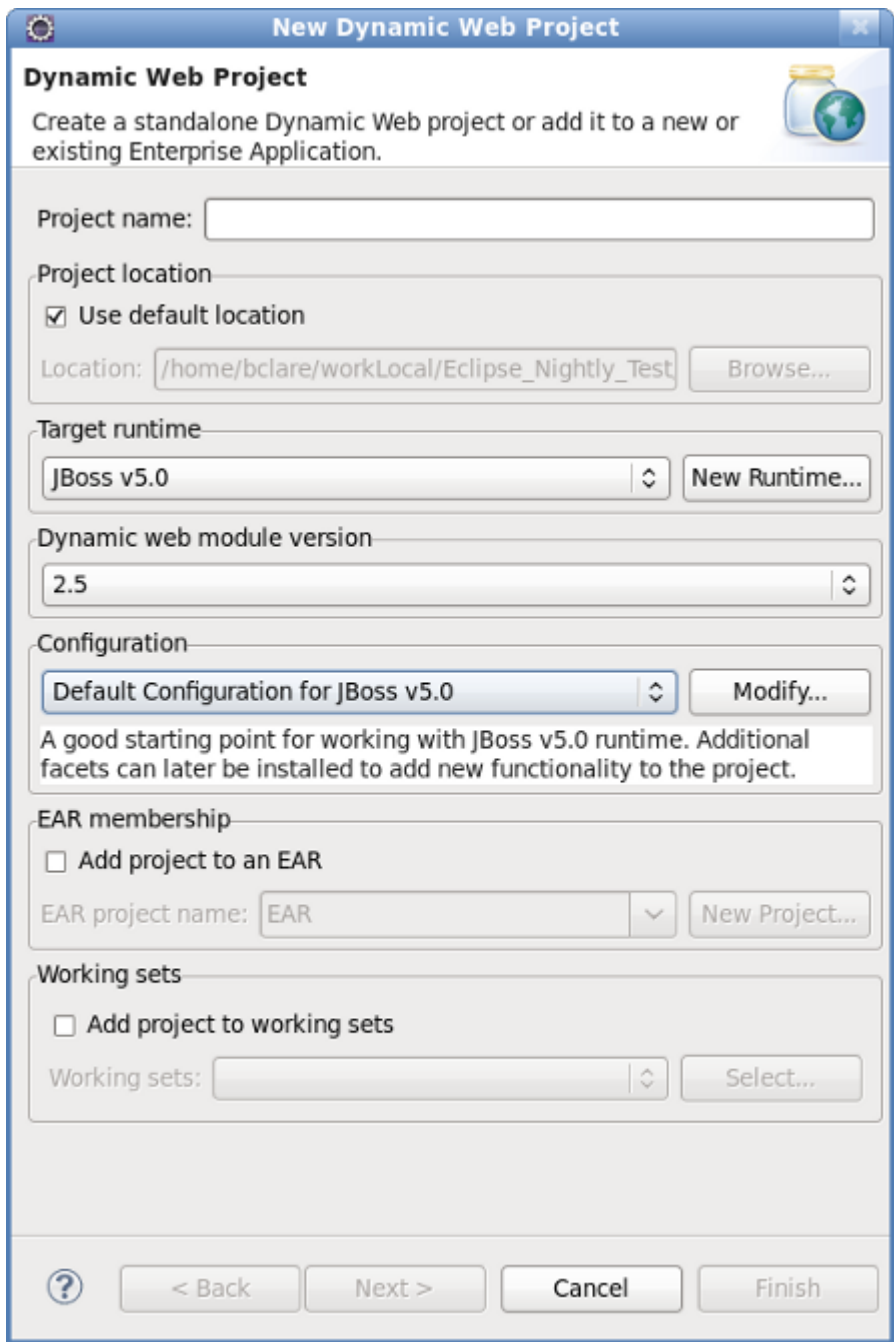 New Dynamic Web Project
Dynamic Web Project
Create a standalone Dynamic Web project or add it to a new or
existing Enterprise Application.
Project name:
Project location
Use default location
Location: /home/bclare/workLocal/Eclipse_Nightly_Test Browse...
Target runtime
JBoss v5.0 New Runtime...
Dynamic web module version
2.5
Configuration
Default Configuration for JBoss v5.0 Modify...
A good starting point for working with JBoss v5.0 runtime. Additional
facets can later be installed to add new functionality to the project.
EAR membership
Add project to an EAR
EAR project name: EAR New Project...
Working sets
Add project to working sets
Working sets: Select...
? < Back Next > Cancel Finish